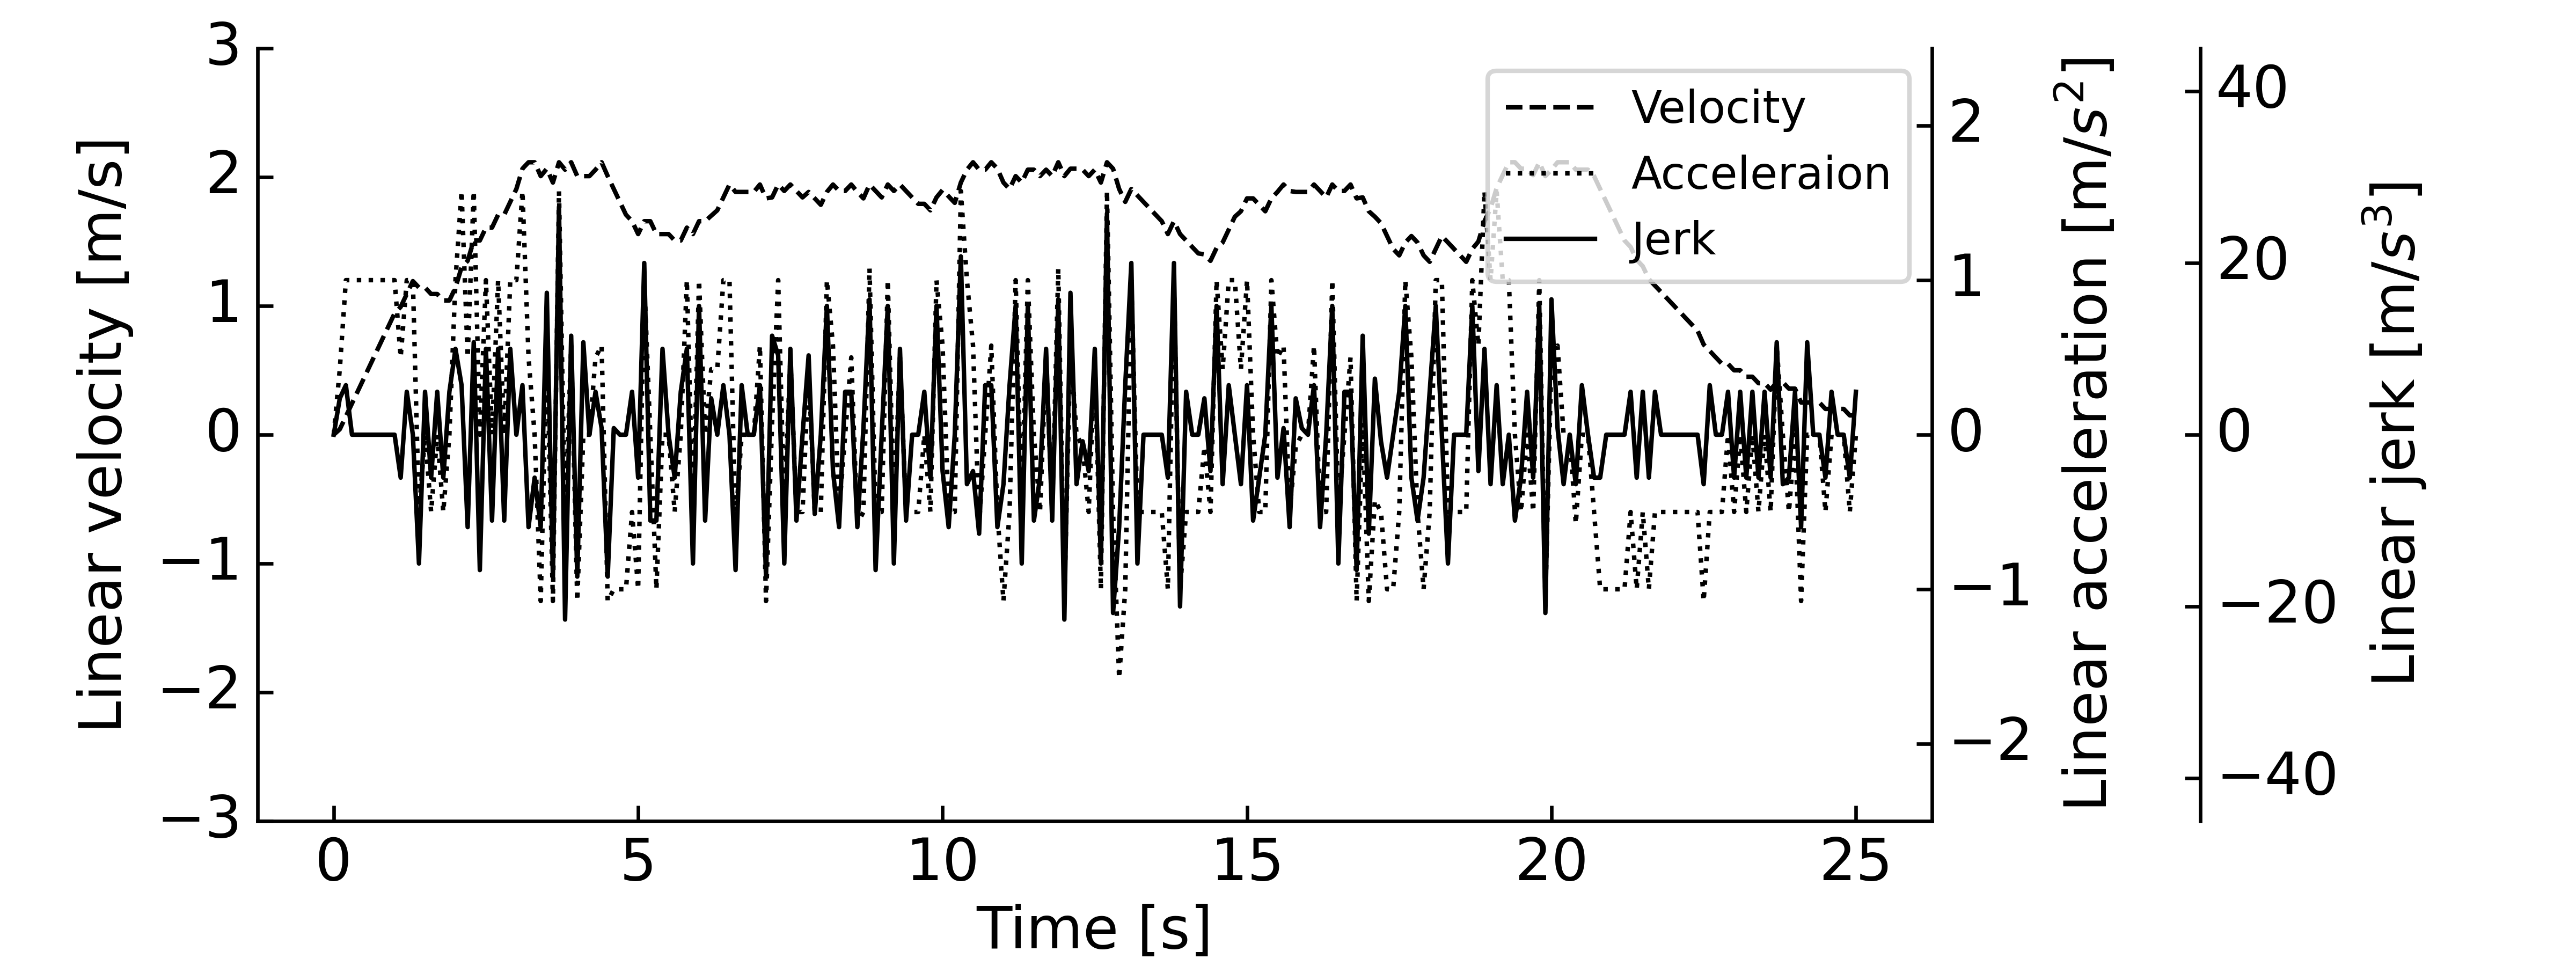 Linear velocity [m/s]
3
2
1
0
−1
−2
−3
0 5 10 15 20 25
Time [s]
Velocity
Acceleraion
Jerk
2
1
0
−1
−2
Linear acceleration [m/s²]
40
20
0
−20
−40
Linear jerk [m/s³]